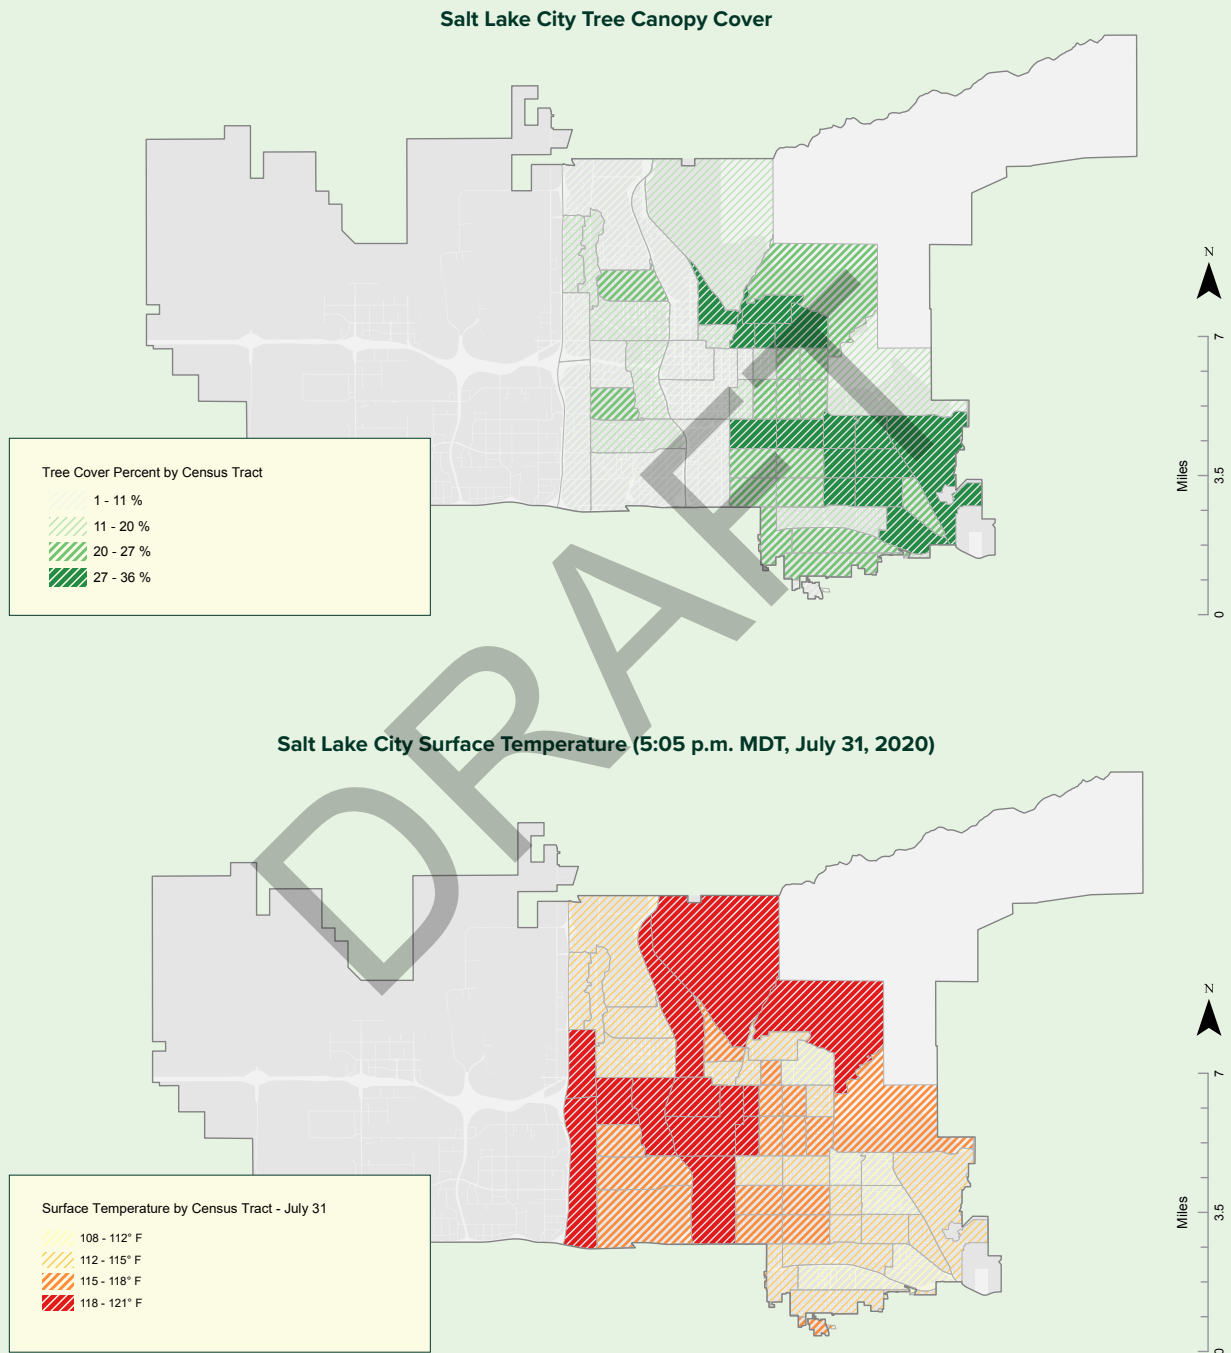 Salt Lake City Tree Canopy Cover
N
7
3.5
Miles
0
Tree Cover Percent by Census Tract
1 - 11 %
11 - 20 %
20 - 27 %
27 - 36 %
DRAFT
Salt Lake City Surface Temperature (5:05 p.m. MDT, July 31, 2020)
N
7
3.5
Miles
0
Surface Temperature by Census Tract - July 31
108 - 112° F
112 - 115° F
115 - 118° F
118 - 121° F